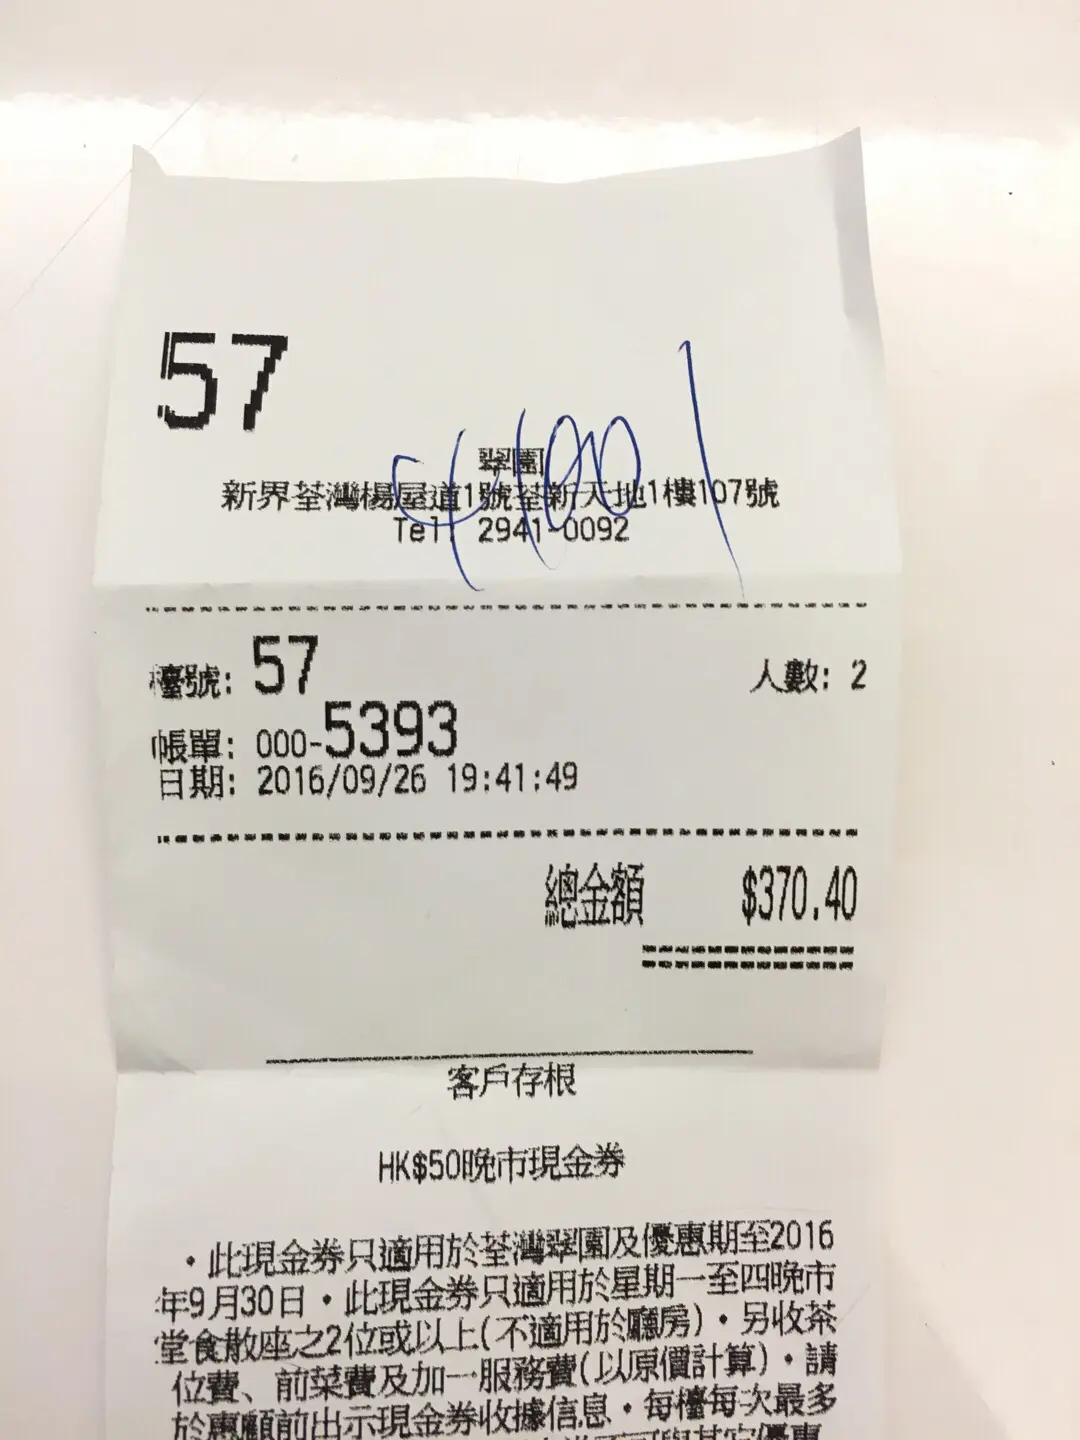 57
翠園
新界荃灣楊屋道1號荃新天地1樓107號
Tel: 2941-0092
檯號: 57
人數: 2
帳單: 000-5393
日期: 2016/09/26 19:41:49
總金額 $370.40
客戶存根
HK$50晚市現金券
・此現金券只適用於荃灣翠園及優惠期至2016
年9月30日・此現金券只適用於星期一至四晚市
堂食散座之2位或以上(不適用於廳房)・另收茶
位費、前菜費及加一服務費(以原價計算)・請
於惠顧前出示現金券收據信息・每檯每次最多